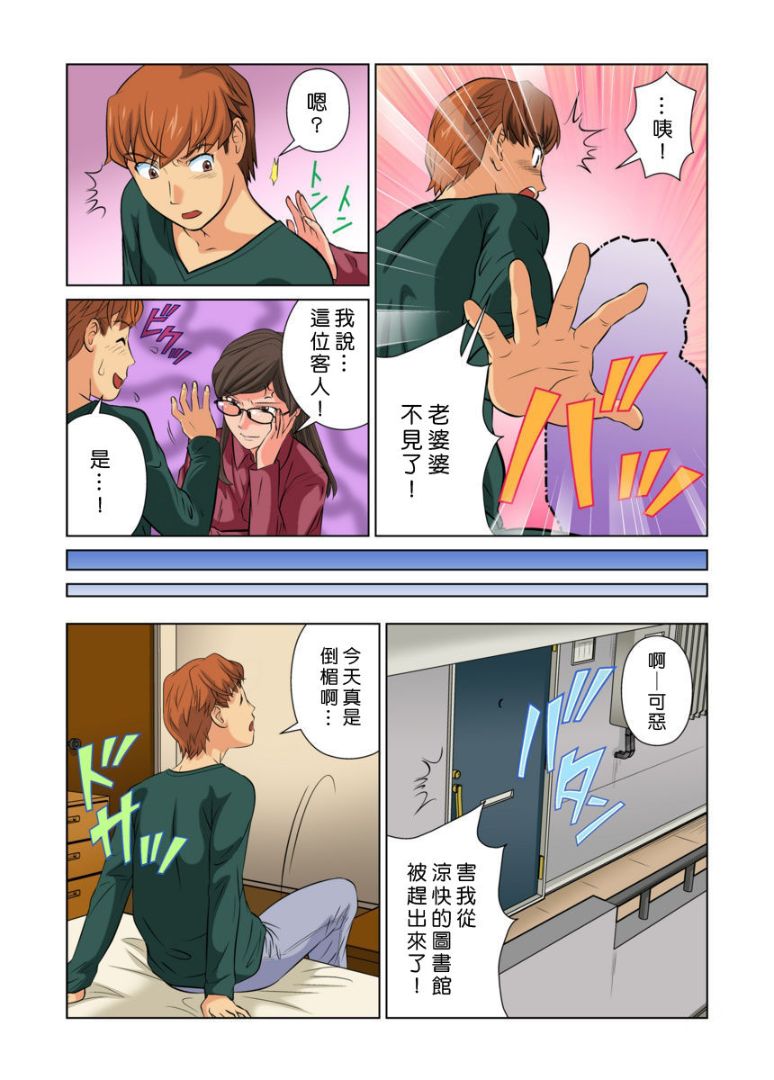 …咦！
老婆婆
不見了！
バッ
嗯？
トントン
我說…
這位客人！
ビクッ
是…！
啊—可惡
バタンッ
害我從
涼快的圖書館
被趕出來了！
今天真是
倒楣啊…
ドサッ